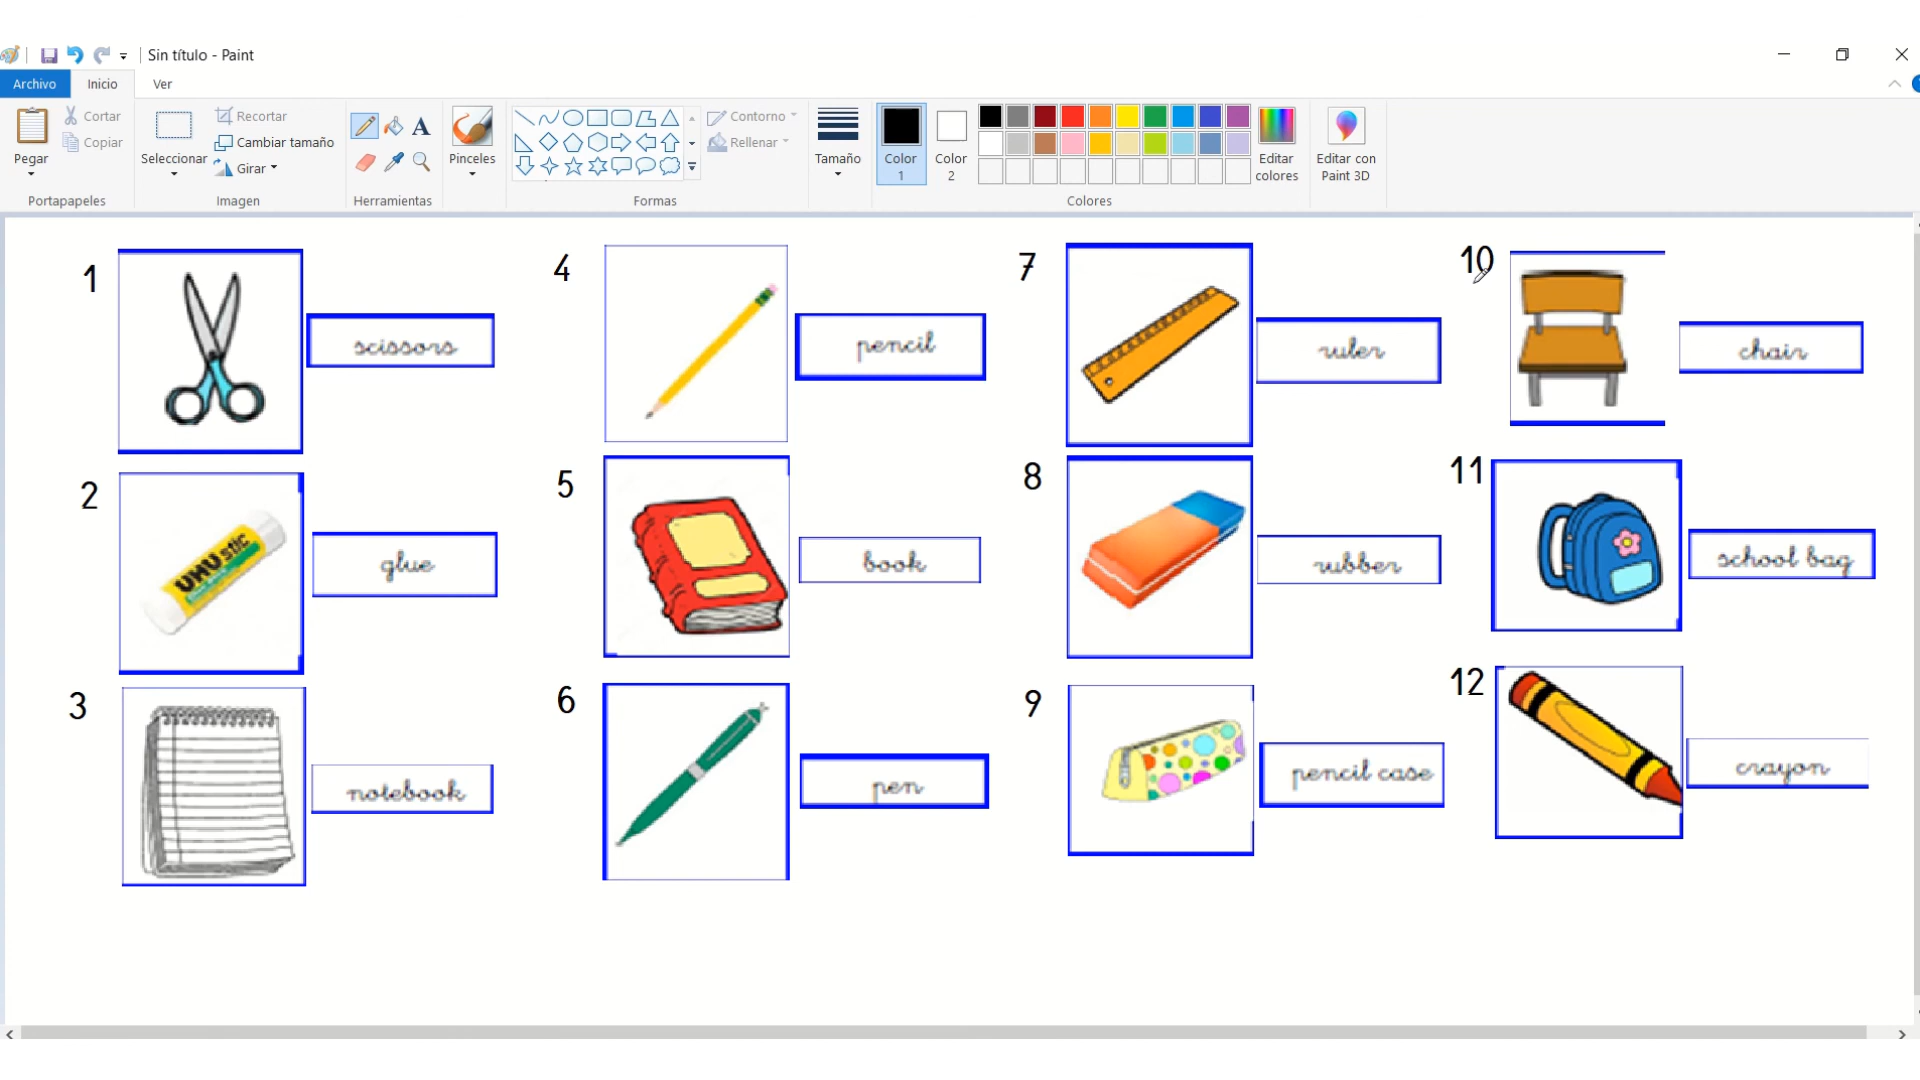 Sin título - Paint
Archivo Inicio Ver
Pegar
Cortar
Copiar
Portapapeles
Seleccionar
Recortar
Cambiar tamaño
Girar
Imagen
A
Herramientas
Pinceles
Contorno
Rellenar
Formas
Tamaño
Color
1
Color
2
Editar
colores
Colores
Editar con
Paint 3D
1
scissors
2
UHU stic
glue
3
notebook
4
pencil
5
book
6
pen
7
ruler
8
rubber
9
pencil case
10
chair
11
school bag
12
crayon